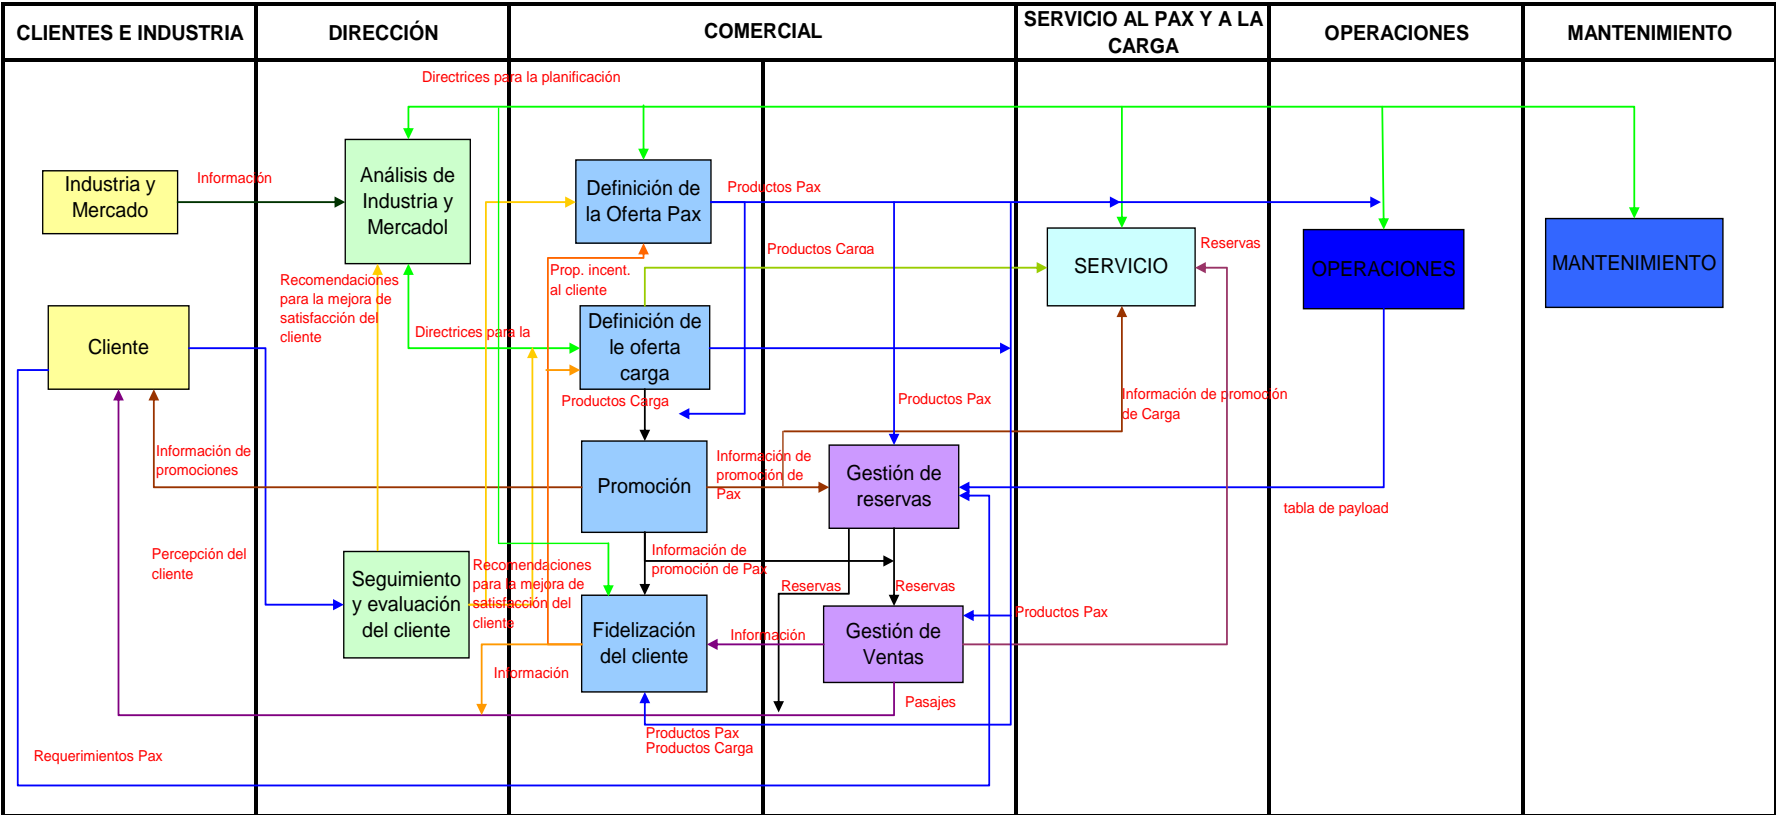 CLIENTES E INDUSTRIA
DIRECCIÓN
COMERCIAL
SERVICIO AL PAX Y A LA
CARGA
OPERACIONES
MANTENIMIENTO
Directrices para la planificación
Industria y
Mercado
Información
Análisis de
Industria y
Mercadol
Definición de
la Oferta Pax
Productos Pax
Productos Carga
Reservas
SERVICIO
OPERACIONES
MANTENIMIENTO
Recomendaciones
para la mejora de
satisfacción del
cliente
Prop. incent.
al cliente
Cliente
Directrices para la
Definición de
le oferta
carga
Productos Carga
Productos Pax
Información de promoción
de Carga
Información de
promociones
Promoción
Información de
promoción de
Pax
Gestión de
reservas
tabla de payload
Percepción del
cliente
Seguimiento
y evaluación
del cliente
Recomendaciones
para la mejora de
satisfacción del
cliente
Información de
promoción de Pax
Reservas
Reservas
Fidelización
del cliente
Información
Gestión de
Ventas
Productos Pax
Información
Pasajes
Productos Pax
Productos Carga
Requerimientos Pax